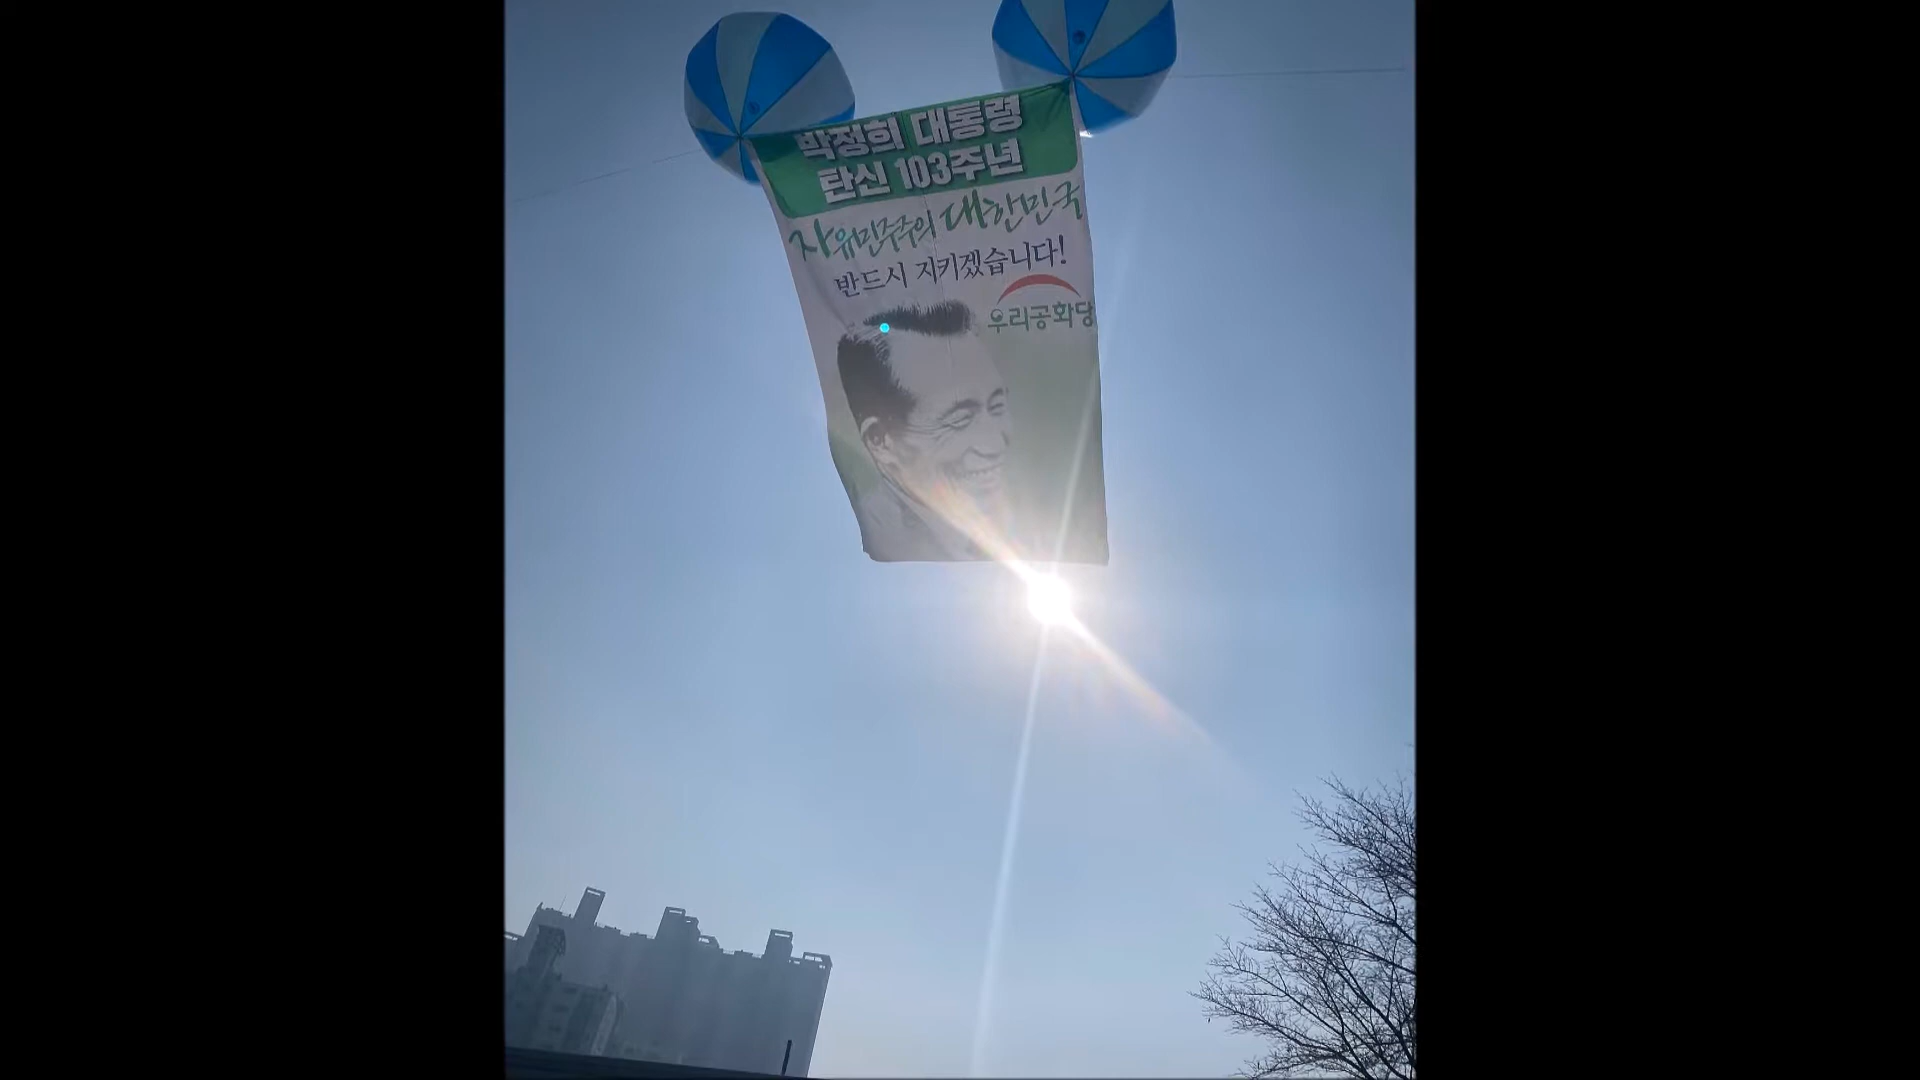 박정희 대통령
탄신 103주년
자유민주주의 대한민국
반드시 지키겠습니다!
우리공화당